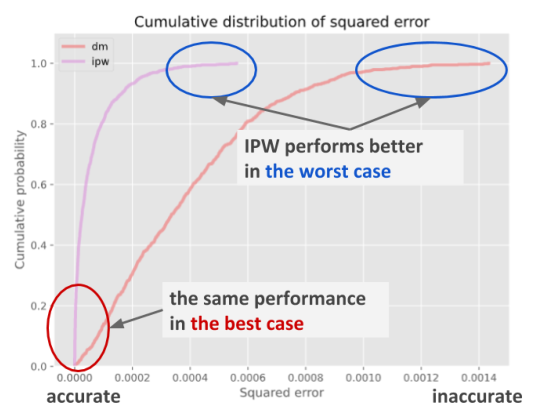 Cumulative distribution of squared error
dm
ipw
1.0
0.8
0.6
0.4
0.2
0.0
Cumulative probability
IPW performs better
in the worst case
the same performance
in the best case
0.0000 0.0002 0.0004 0.0006 0.0008 0.0010 0.0012 0.0014
accurate Squared error inaccurate